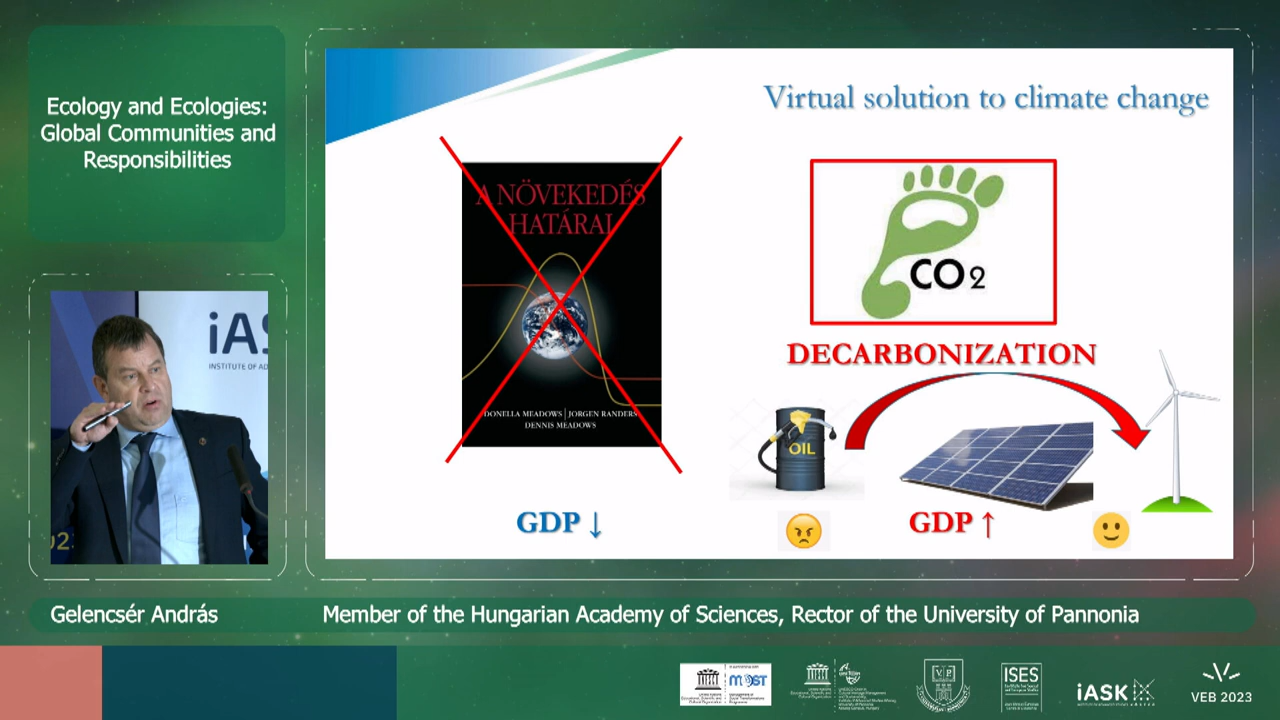 Ecology and Ecologies:
Global Communities and
Responsibilities
Virtual solution to climate change
A NÖVEKEDÉS
HATÁRAI
DONELLA MEADOWS | JORGEN RANDERS
DENNIS MEADOWS
CO2
DECARBONIZATION
OIL
GDP ↓
GDP ↑
iAS
INSTITUTE OF AD
023
Gelencsér András
Member of the Hungarian Academy of Sciences, Rector of the University of Pannonia
MOST
VP
ISES
iASK
VEB 2023